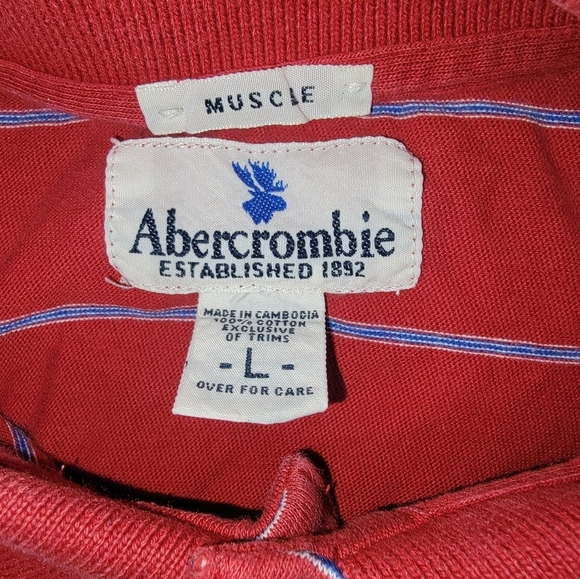 MUSCLE
Abercrombie
ESTABLISHED 1892
MADE IN CAMBODIA
100% COTTON
EXCLUSIVE
OF TRIMS
- L -
OVER FOR CARE